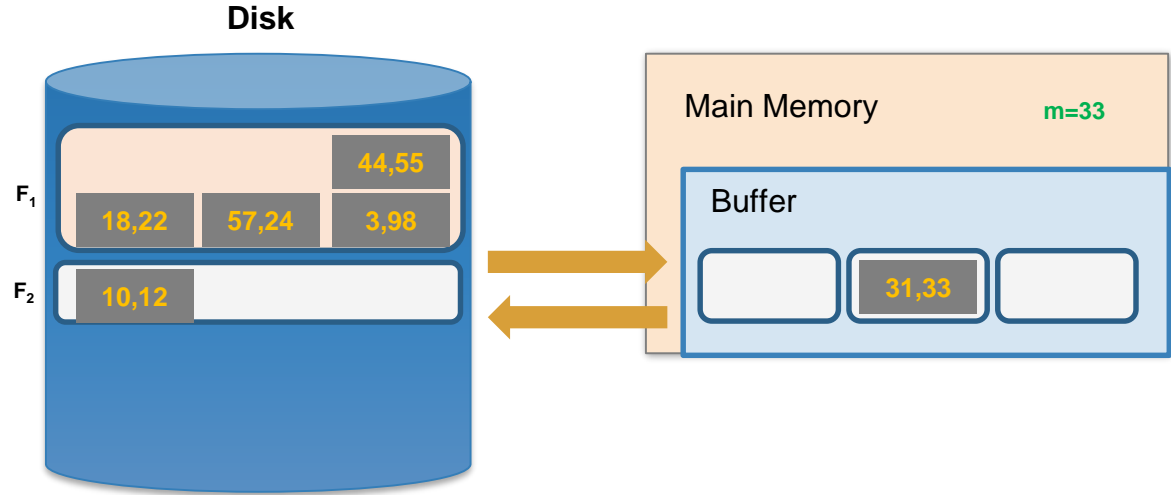 Disk
Main Memory
m=33
F1
44,55
18,22
57,24
3,98
Buffer
F2
10,12
31,33